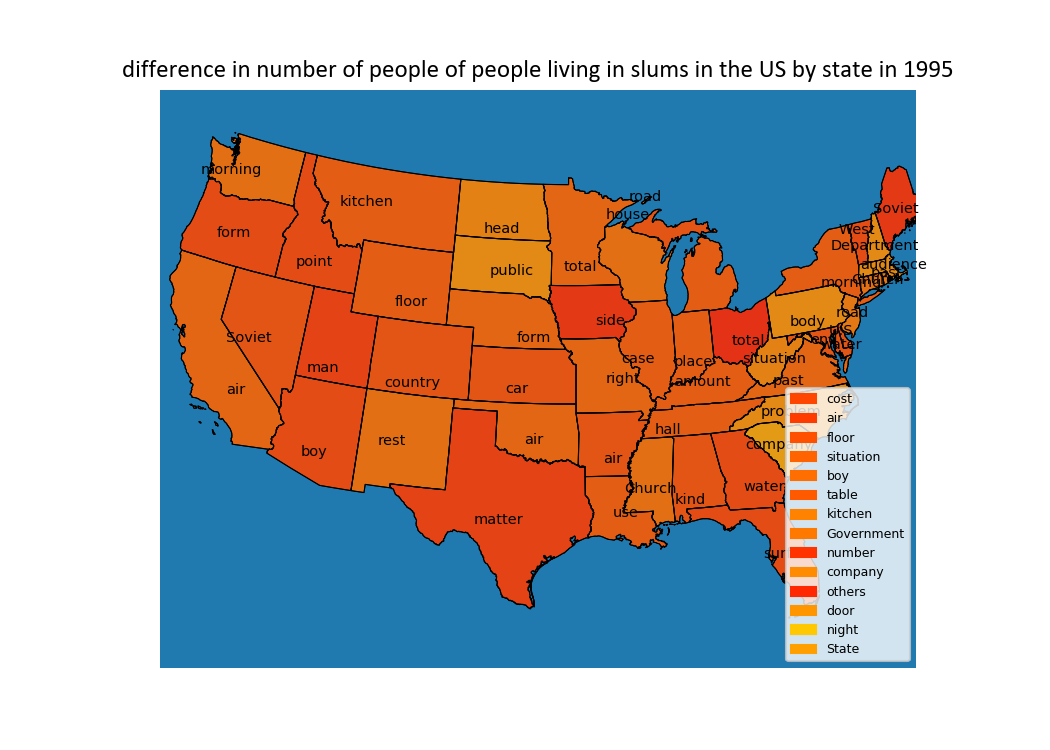 difference in number of people of people living in slums in the US by state in 1995
morning
kitchen
road
house
Soviet
form
head
West
Department
point
public
total
audience
Church
morning
floor
side
body
road
Soviet
form
US
total
water
case
place
situation
man
country
right
amount
past
air
car
problem
hall
rest
air
company
boy
air
water
Church
kind
matter
use
cost
air
floor
situation
boy
table
kitchen
Government
number
company
others
door
night
State